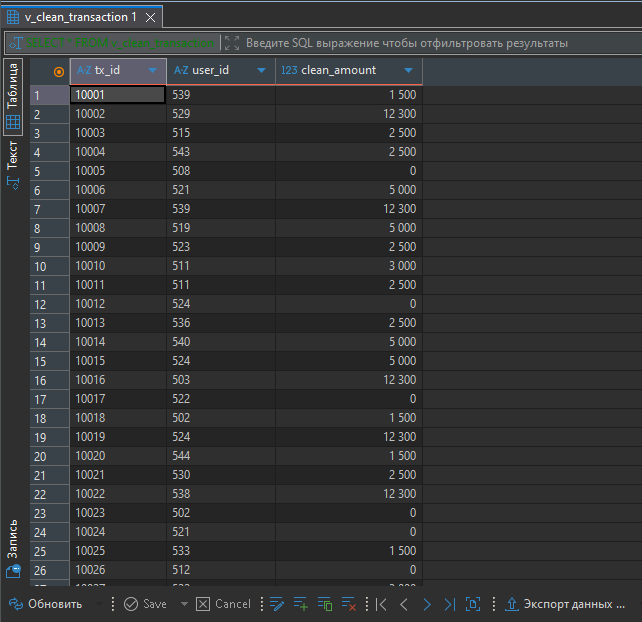 v_clean_transaction 1
SELECT * FROM v_clean_transaction
Введите SQL выражение чтобы отфильтровать результаты
Таблица
Текст
Запись
A-Z tx_id A-Z user_id 123 clean_amount
1 10001 539 1 500
2 10002 529 12 300
3 10003 515 2 500
4 10004 543 2 500
5 10005 508 0
6 10006 521 5 000
7 10007 539 12 300
8 10008 519 5 000
9 10009 523 2 500
10 10010 511 3 000
11 10011 511 2 500
12 10012 524 0
13 10013 536 2 500
14 10014 540 5 000
15 10015 524 5 000
16 10016 503 12 300
17 10017 522 0
18 10018 502 1 500
19 10019 524 12 300
20 10020 544 1 500
21 10021 530 2 500
22 10022 538 12 300
23 10023 502 0
24 10024 521 0
25 10025 533 1 500
26 10026 512 0
Обновить Save Cancel Экспорт данных ...